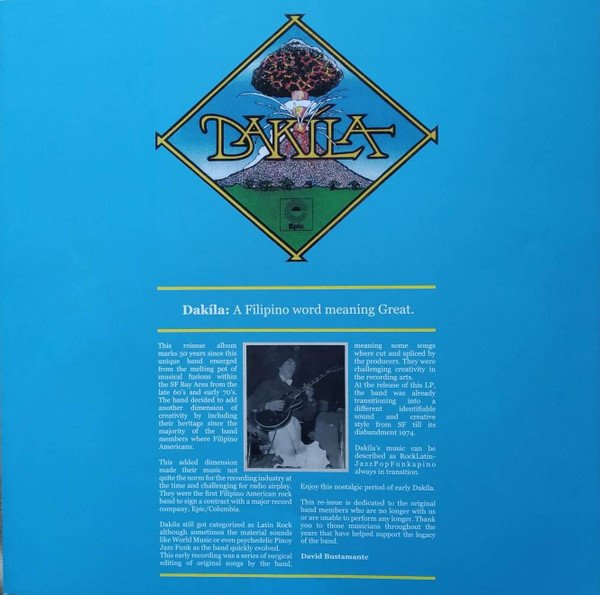 DAKÍLA
Epic
Dakíla: A Filipino word meaning Great.
This reissue album
marks 50 years since this
unique band emerged
from the melting pot of
musical fusions within
the SF Bay Area from the
late 60's and early 70's.
The band decided to add
another dimension of
creativity by including
their heritage since the
majority of the band
members where Filipino
Americans.
This added dimension
made their music not
quite the norm for the recording industry at
the time and challenging for radio airplay.
They were the first Filipino American rock
band to sign a contract with a major record
company, Epic/Columbia.
Dakíla still got categorized as Latin Rock
although sometimes the material sounds
like World Music or even psychedelic Pinoy
Jazz Funk as the band quickly evolved.
This early recording was a series of surgical
editing of original songs by the band,
meaning some songs
where cut and spliced by
the producers. They were
challenging creativity in
the recording arts.
At the release of this LP,
the band was already
transitioning into a
different identifiable
sound and creative
style from SF till its
disbandment 1974.
Dakíla's music can be
described as RockLatin-
JazzPopFunkapino
always in transition.
Enjoy this nostalgic period of early Dakíla.
This re-issue is dedicated to the original
band members who are no longer with us
or are unable to perform any longer. Thank
you to those musicians throughout the
years that have helped support the legacy
of the band.
David Bustamante